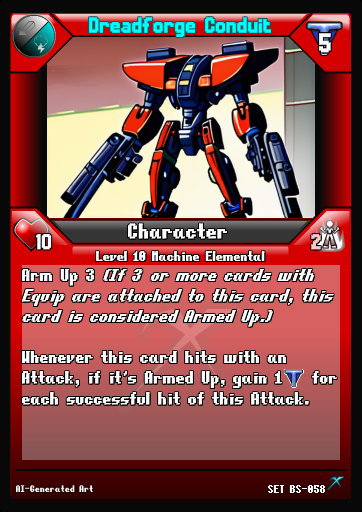 Dreadforge Conduit
5
Character
10
2
Level 10 Machine Elemental
Arm Up 3 (If 3 or more cards with
Equip are attached to this card, this
card is considered Armed Up.)
Whenever this card hits with an
Attack, if it's Armed Up, gain 1 for
each successful hit of this Attack.
AI-Generated Art
SET BS-058